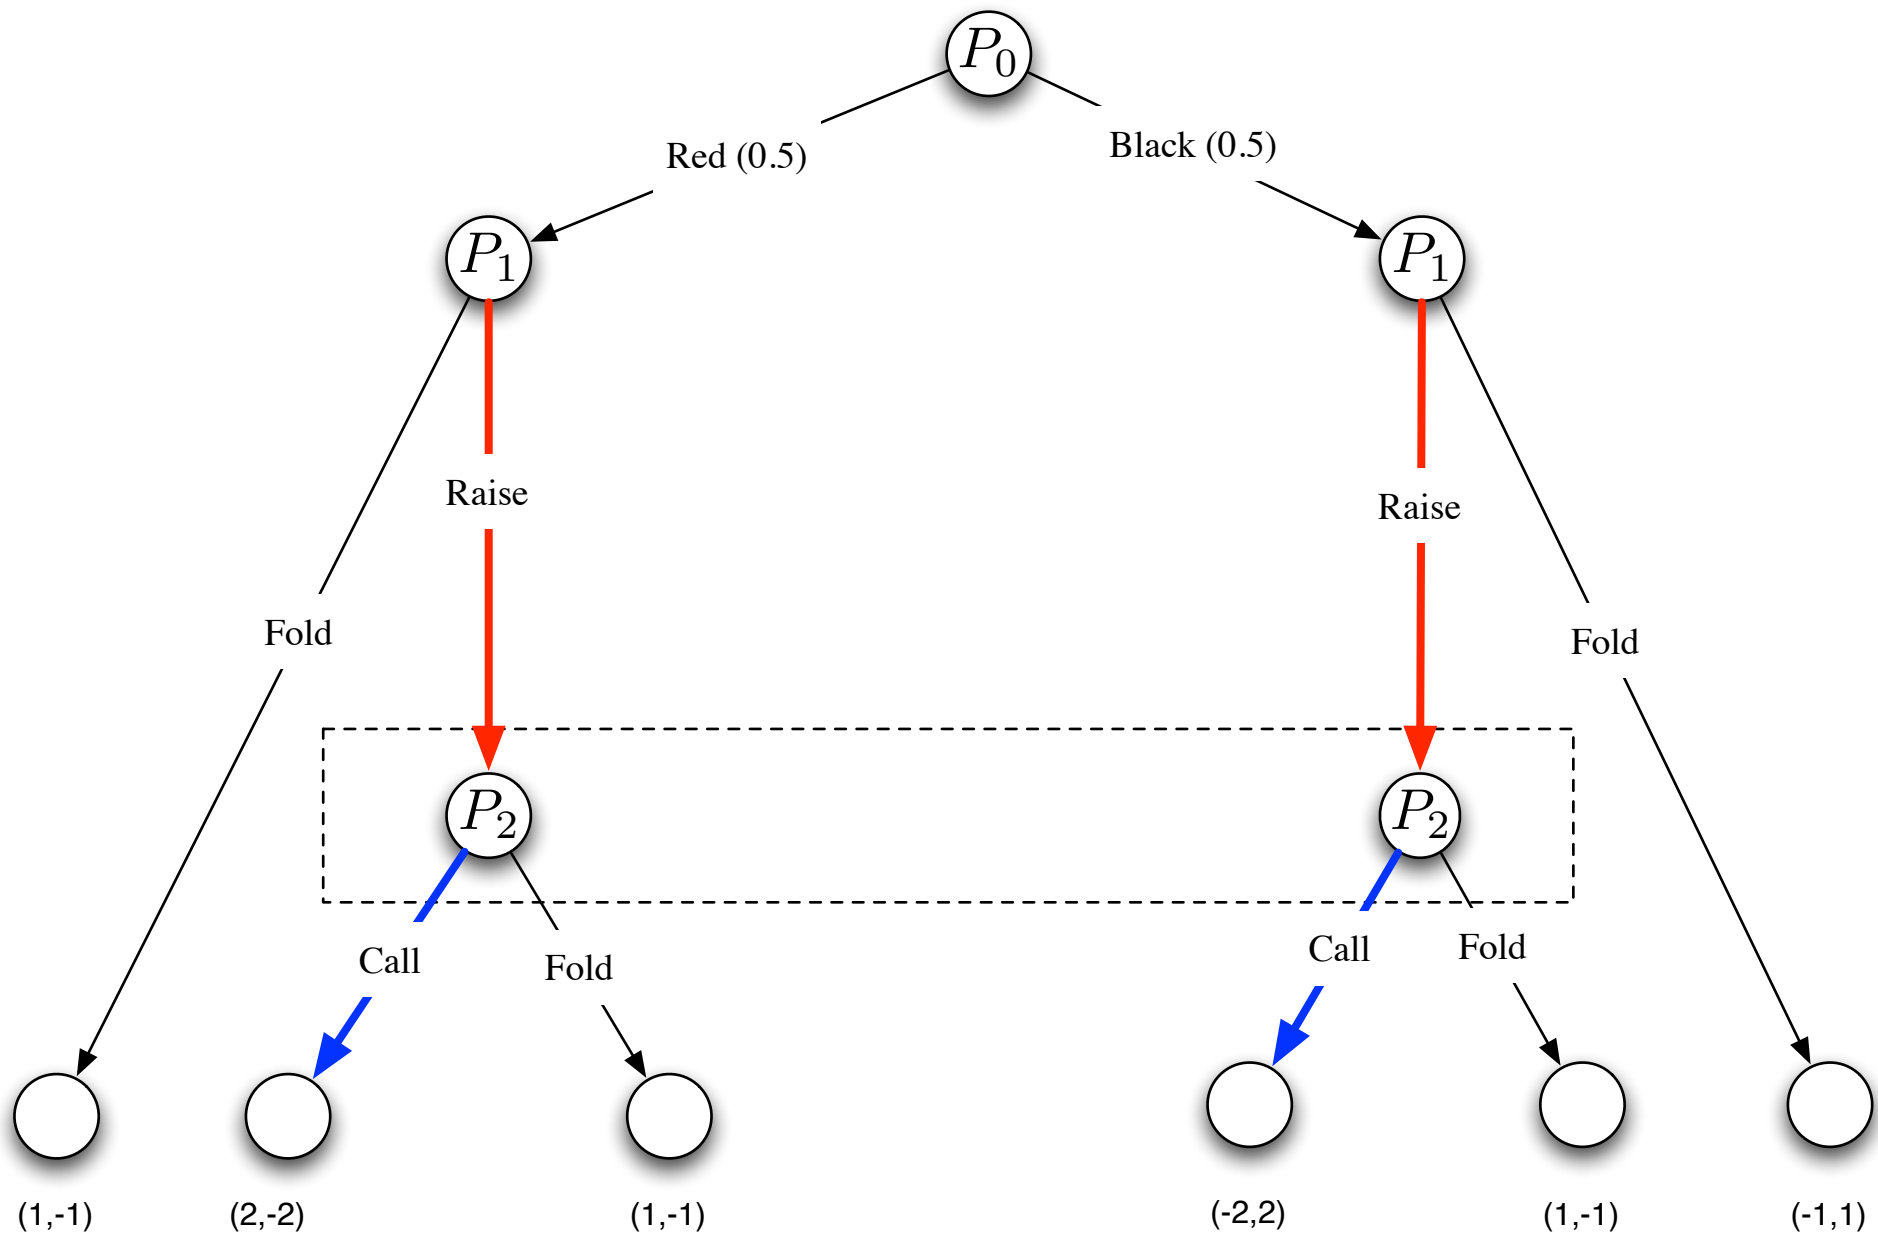 P0
Red (0.5)
Black (0.5)
P1
P1
Raise
Raise
Fold
Fold
P2
P2
Call
Fold
Call
Fold
(1,-1)
(2,-2)
(1,-1)
(-2,2)
(1,-1)
(-1,1)